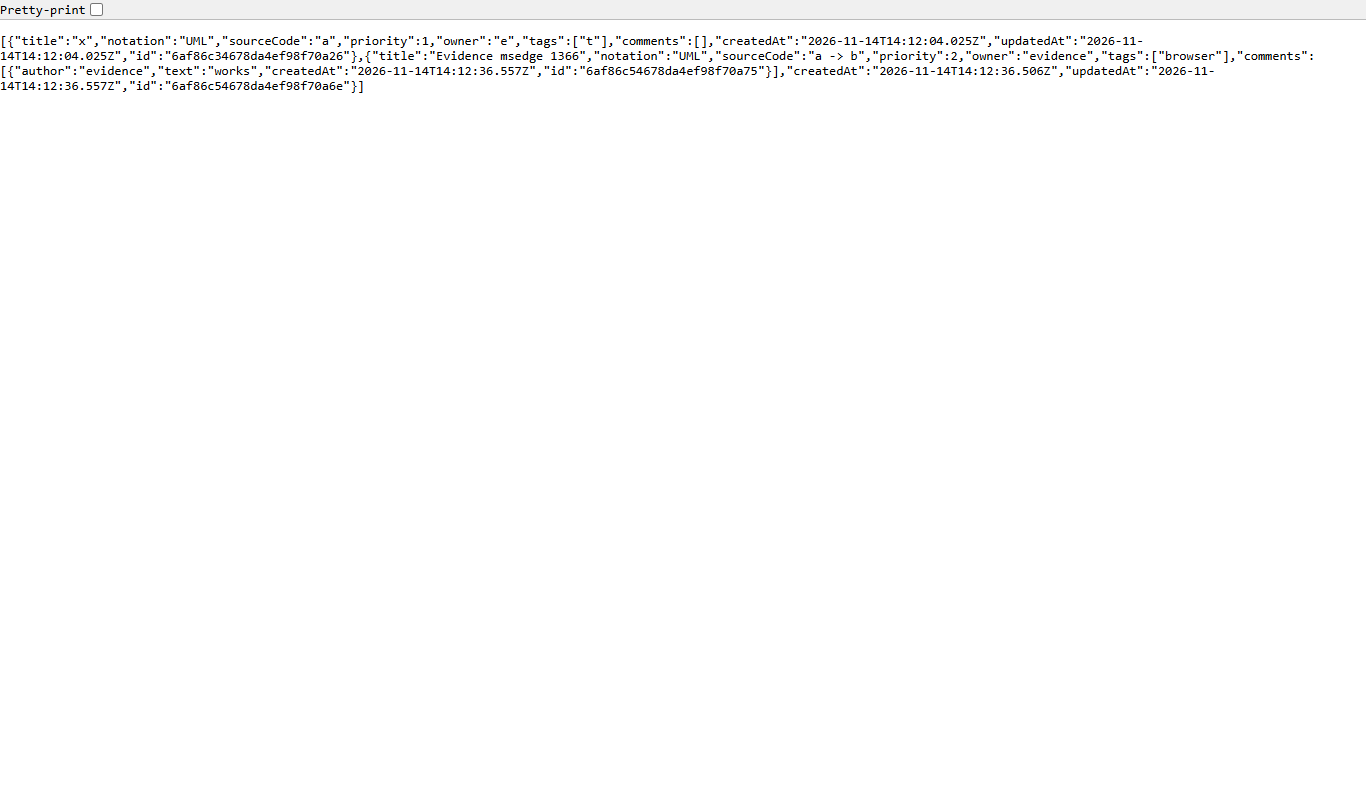 Pretty-print
[{"title":"x","notation":"UML","sourceCode":"a","priority":1,"owner":"e","tags":["t"],"comments":[],"createdAt":"2026-11-14T14:12:04.025Z","updatedAt":"2026-11-
14T14:12:04.025Z","id":"6af86c34678da4ef98f70a26"},{"title":"Evidence msedge 1366","notation":"UML","sourceCode":"a -> b","priority":2,"owner":"evidence","tags":["browser"],"comments":
[{"author":"evidence","text":"works","createdAt":"2026-11-14T14:12:36.557Z","id":"6af86c54678da4ef98f70a75"}],"createdAt":"2026-11-14T14:12:36.506Z","updatedAt":"2026-11-
14T14:12:36.557Z","id":"6af86c54678da4ef98f70a6e"}]